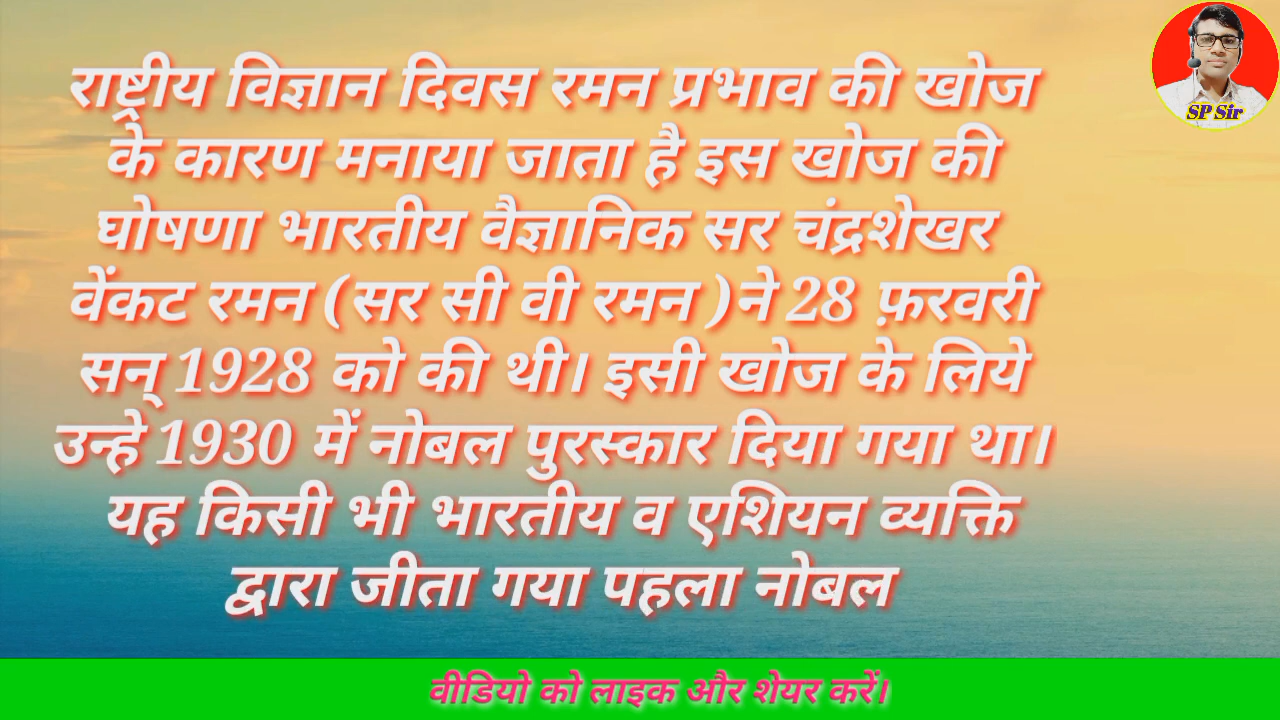 राष्ट्रीय विज्ञान दिवस रमन प्रभाव की खोज
के कारण मनाया जाता है इस खोज की
घोषणा भारतीय वैज्ञानिक सर चंद्रशेखर
वेंकट रमन (सर सी वी रमन )ने 28 फ़रवरी
सन् 1928 को की थी। इसी खोज के लिये
उन्हे 1930 में नोबल पुरस्कार दिया गया था।
यह किसी भी भारतीय व एशियन व्यक्ति
द्वारा जीता गया पहला नोबल
SP Sir
वीडियो को लाइक और शेयर करें।